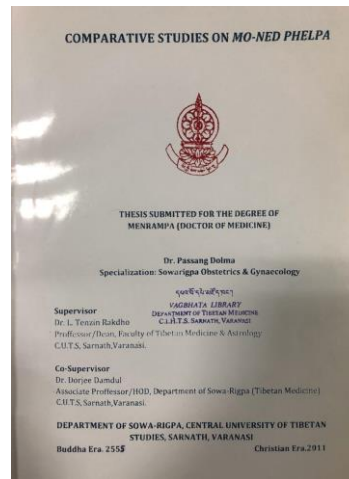 COMPARATIVE STUDIES ON MO-NED PHELPA
THESIS SUBMITTED FOR THE DEGREE OF
MENRAMPA (DOCTOR OF MEDICINE)
Dr. Passang Dolma
Specialization: Sowarigpa Obstetrics & Gynaecology
VAGBHATA LIBRARY
DEPARTMENT OF TIBETAN MEDICINE
C.I.H.T.S. SARNATH, VARANASI
Supervisor
Dr. L. Tenzin Rakdho
Proffessor/Dean, Faculty of Tibetan Medicine & Astrology
C.U.T.S, Sarnath,Varanasi.
Co-Supervisor
Dr. Dorjee Damdul
Associate Proffessor/HOD, Department of Sowa-Rigpa (Tibetan Medicine)
C.U.T.S, Sarnath,Varanasi.
DEPARTMENT OF SOWA-RIGPA, CENTRAL UNIVERSITY OF TIBETAN
STUDIES, SARNATH, VARANASI
Buddha Era. 2555
Christian Era.2011